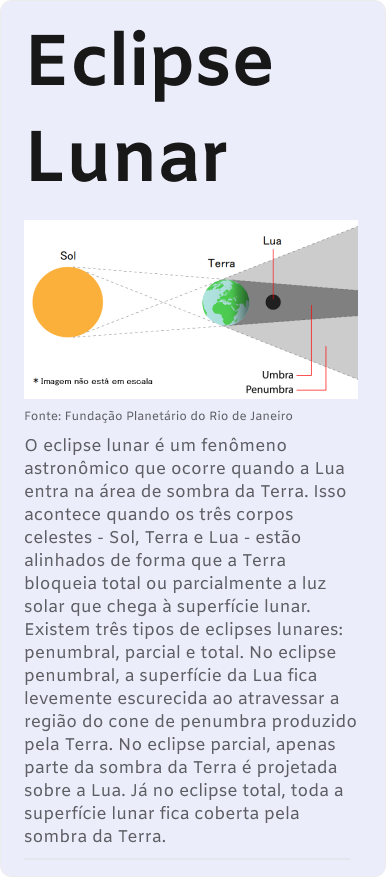 Eclipse
Lunar
Sol
Lua
Terra
Umbra
Penumbra
* Imagem não está em escala
Fonte: Fundação Planetário do Rio de Janeiro
O eclipse lunar é um fenômeno
astronômico que ocorre quando a Lua
entra na área de sombra da Terra. Isso
acontece quando os três corpos
celestes - Sol, Terra e Lua - estão
alinhados de forma que a Terra
bloqueia total ou parcialmente a luz
solar que chega à superfície lunar.
Existem três tipos de eclipses lunares:
penumbral, parcial e total. No eclipse
penumbral, a superfície da Lua fica
levemente escurecida ao atravessar a
região do cone de penumbra produzido
pela Terra. No eclipse parcial, apenas
parte da sombra da Terra é projetada
sobre a Lua. Já no eclipse total, toda a
superfície lunar fica coberta pela
sombra da Terra.